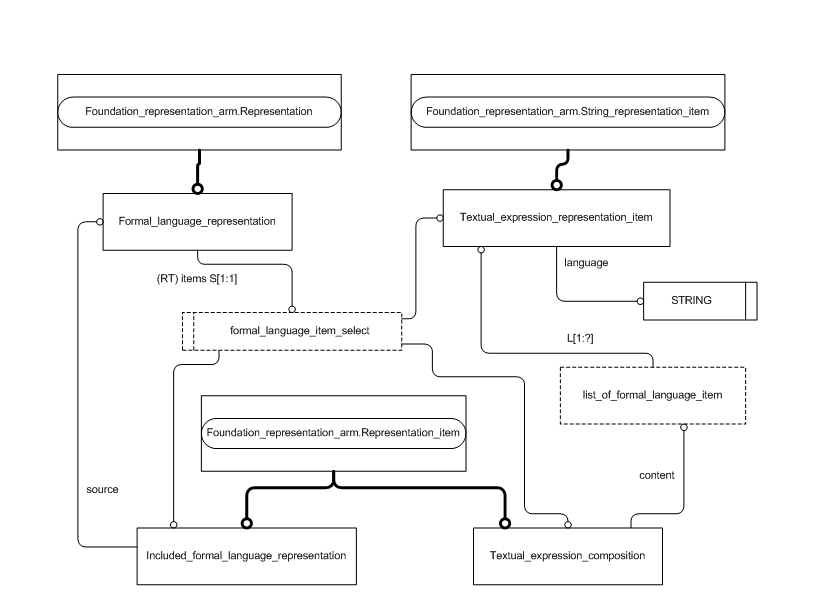 Foundation_representation_arm.Representation
Foundation_representation_arm.String_representation_item
Formal_language_representation
Textual_expression_representation_item
language
(RT) items S[1:1]
STRING
formal_language_item_select
L[1:?]
list_of_formal_language_item
Foundation_representation_arm.Representation_item
content
source
Included_formal_language_representation
Textual_expression_composition